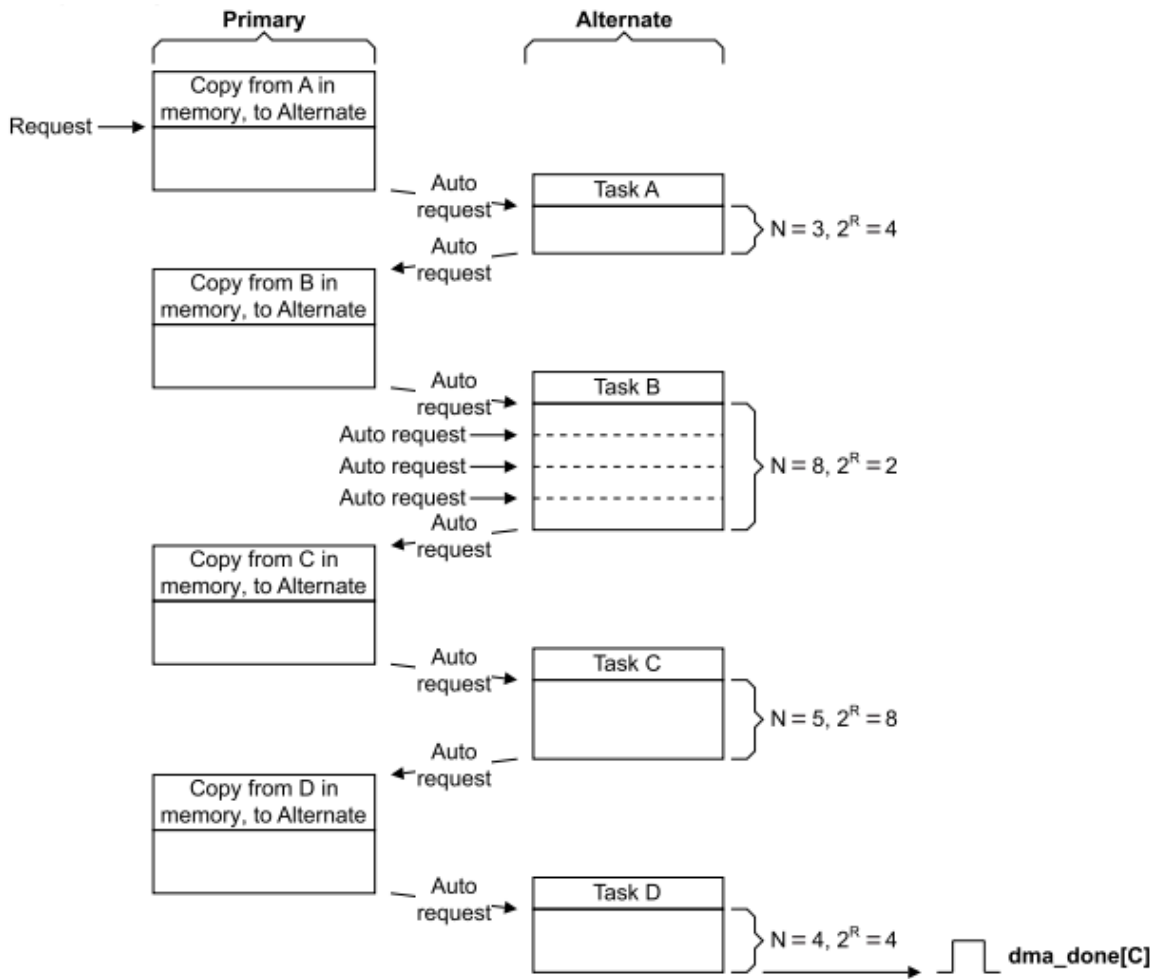 Primary
Alternate
Copy from A in
memory, to Alternate
Request
Auto
request
Task A
N = 3, 2^R = 4
Auto
request
Copy from B in
memory, to Alternate
Auto
request
Task B
Auto request
Auto request
Auto request
N = 8, 2^R = 2
Auto
request
Copy from C in
memory, to Alternate
Auto
request
Task C
N = 5, 2^R = 8
Auto
request
Copy from D in
memory, to Alternate
Auto
request
Task D
N = 4, 2^R = 4
dma_done[C]